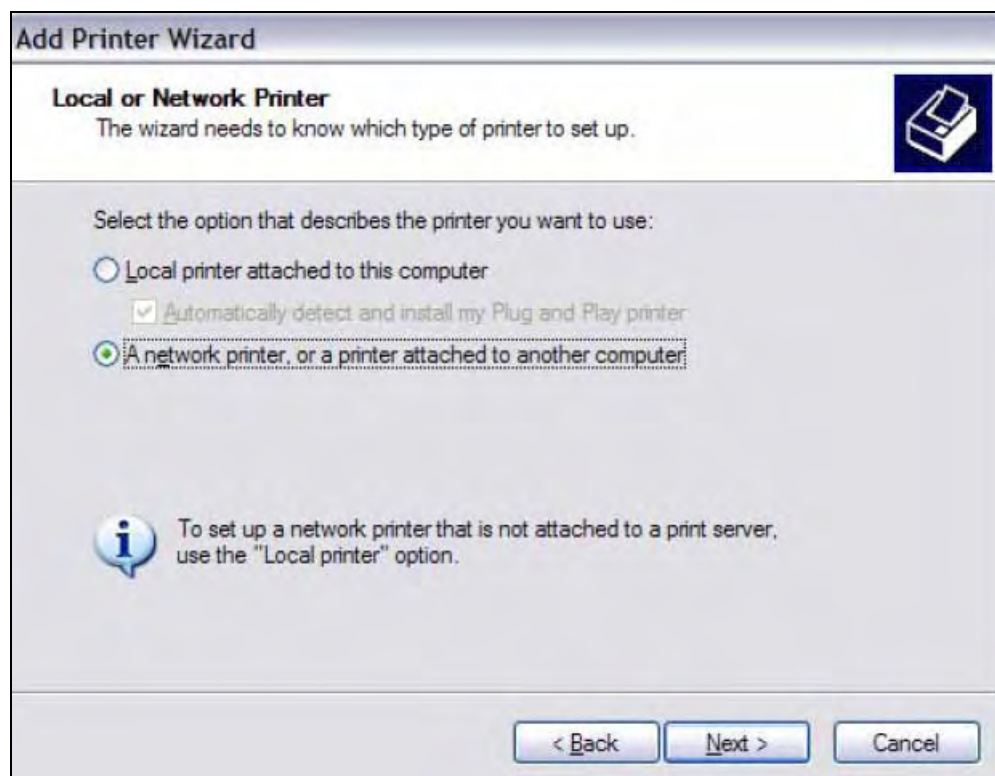 Add Printer Wizard
Local or Network Printer
The wizard needs to know which type of printer to set up.
Select the option that describes the printer you want to use:
Local printer attached to this computer
Automatically detect and install my Plug and Play printer
A network printer, or a printer attached to another computer
To set up a network printer that is not attached to a print server,
use the "Local printer" option.
< Back
Next >
Cancel